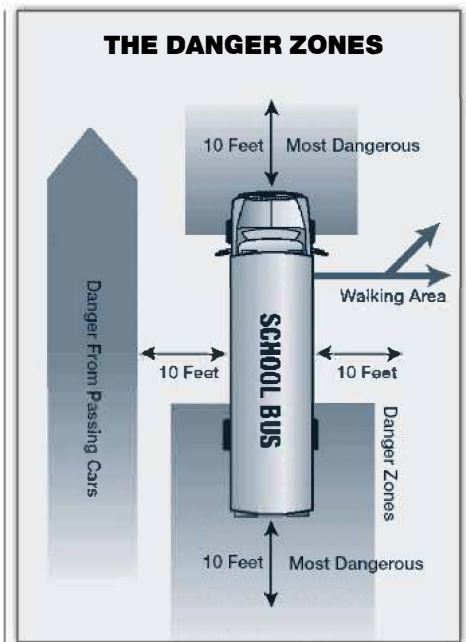 THE DANGER ZONES
10 Feet Most Dangerous
Walking Area
Danger From Passing Cars
SCHOOL BUS
10 Feet
10 Feet
Danger Zones
10 Feet Most Dangerous